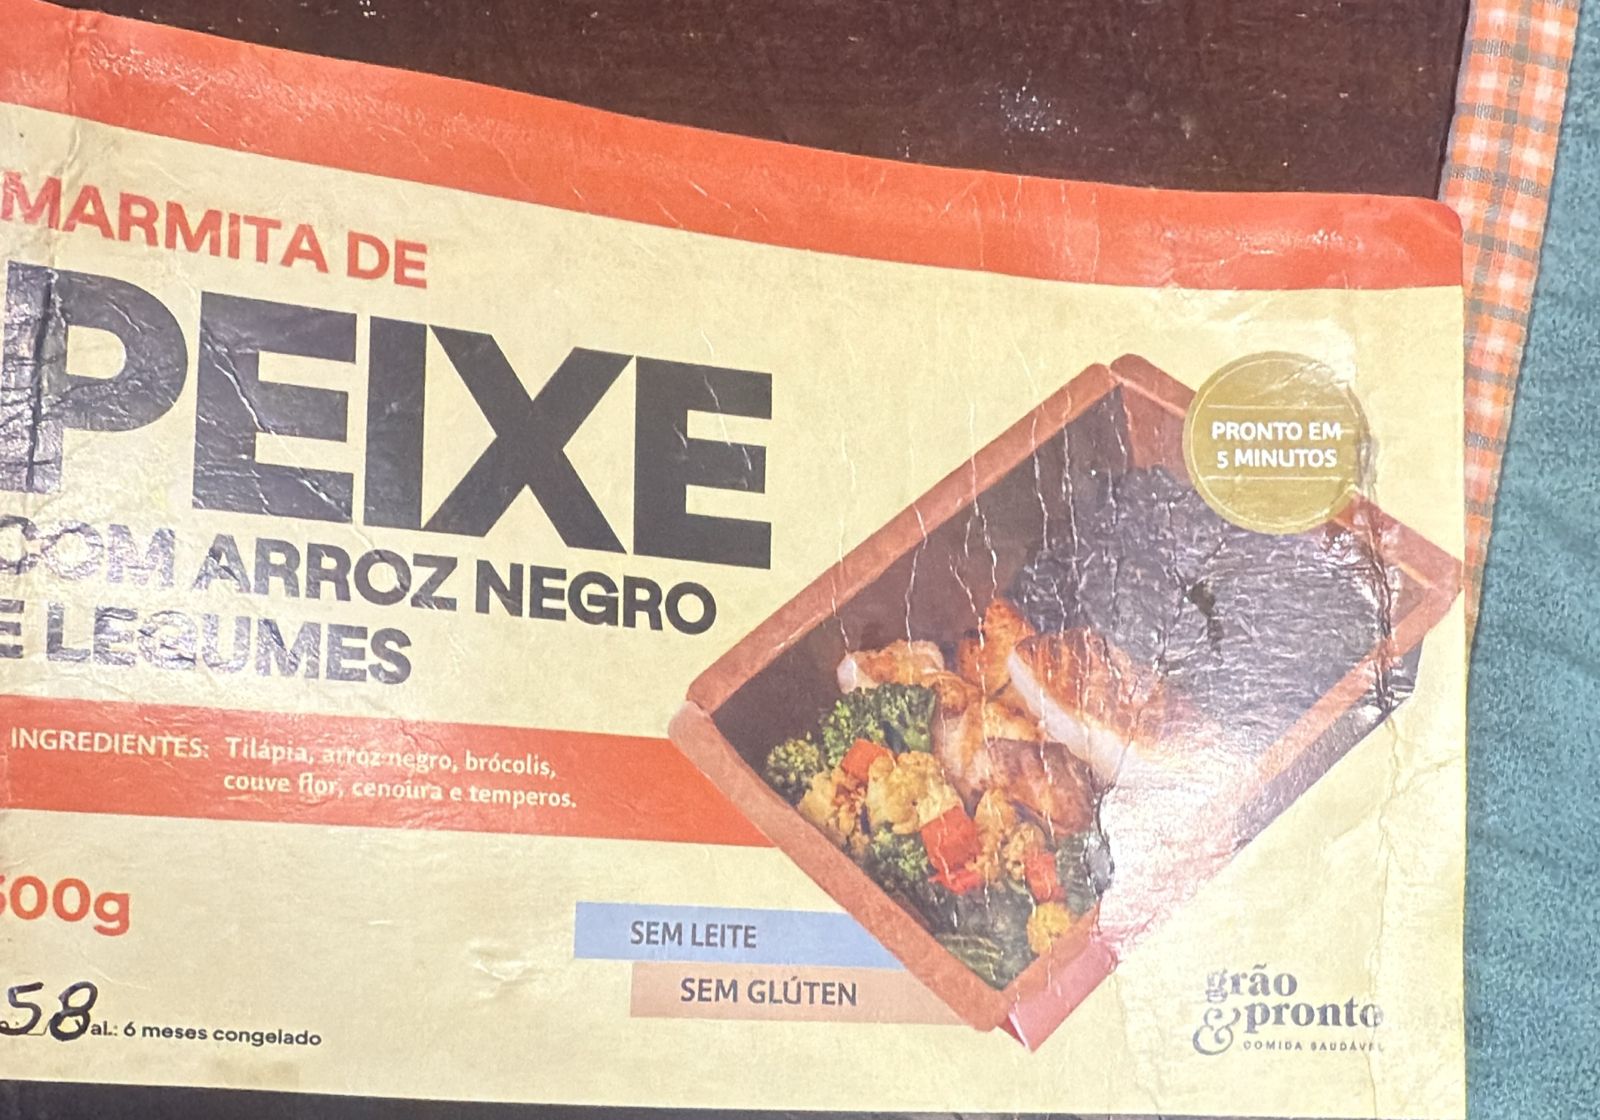 MARMITA DE
PEIXE
COM ARROZ NEGRO
E LEGUMES
PRONTO EM
5 MINUTOS
INGREDIENTES: Tilápia, arroz negro, brócolis,
couve flor, cenoura e temperos.
00g
SEM LEITE
SEM GLÚTEN
58 al.: 6 meses congelado
grão
& pronto
COMIDA SAUDÁVEL